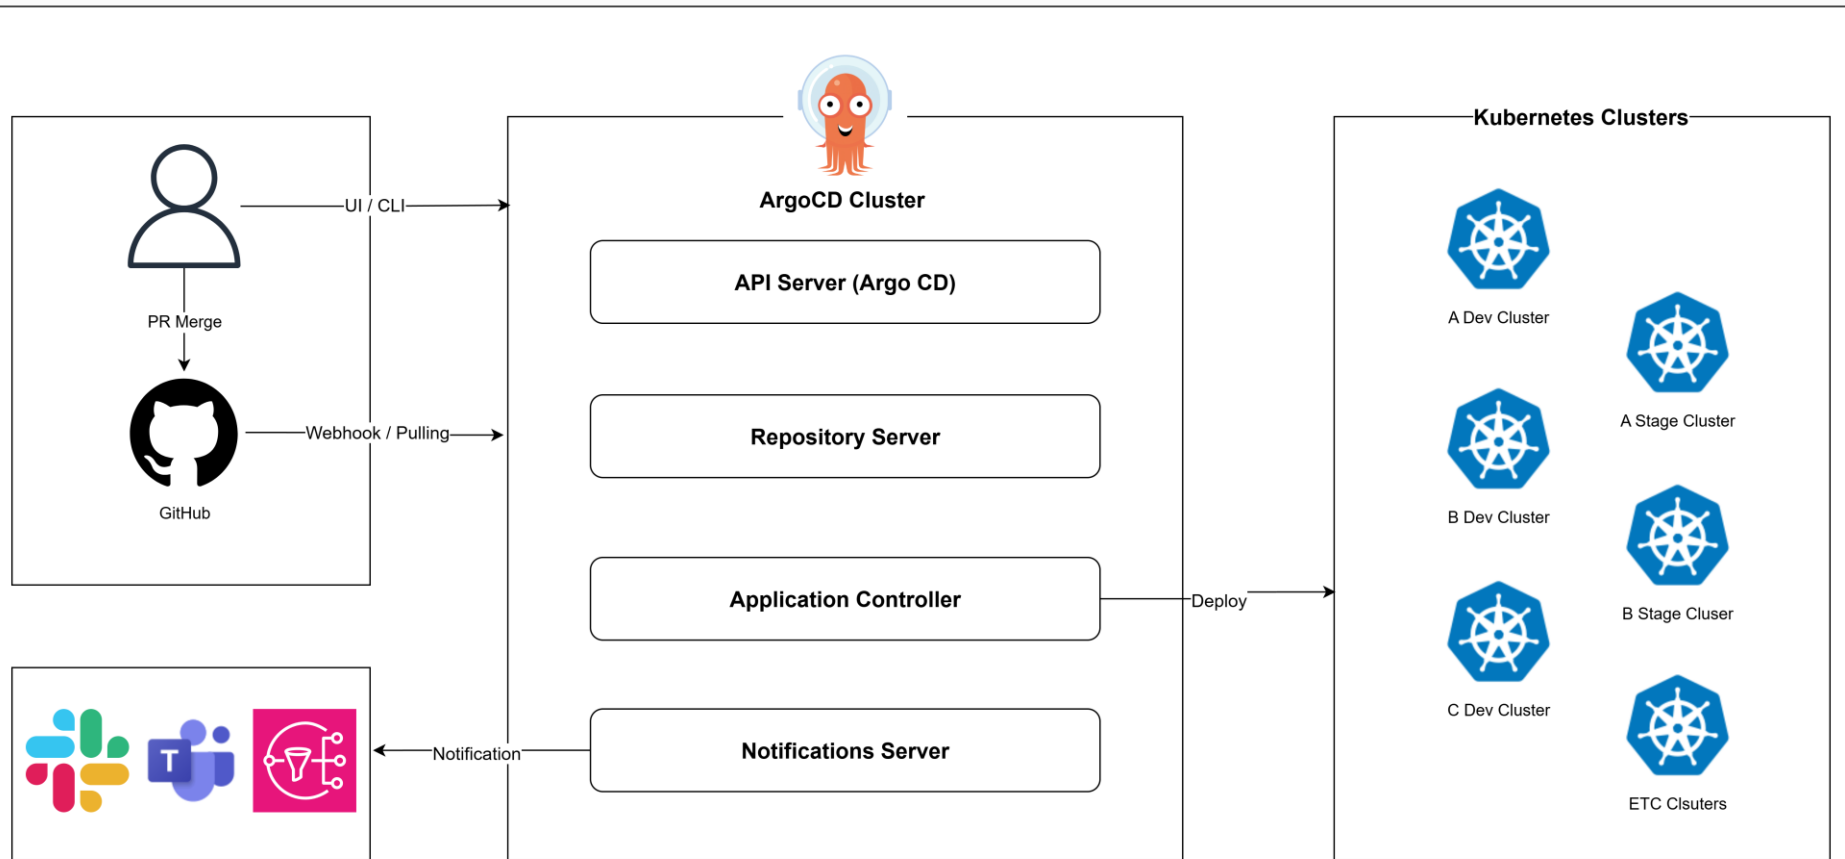 UI / CLI
PR Merge
Webhook / Pulling
GitHub
T
Notification
ArgoCD Cluster
API Server (Argo CD)
Repository Server
Application Controller
Notifications Server
Deploy
Kubernetes Clusters
A Dev Cluster
A Stage Cluster
B Dev Cluster
B Stage Cluser
C Dev Cluster
ETC Clsuters